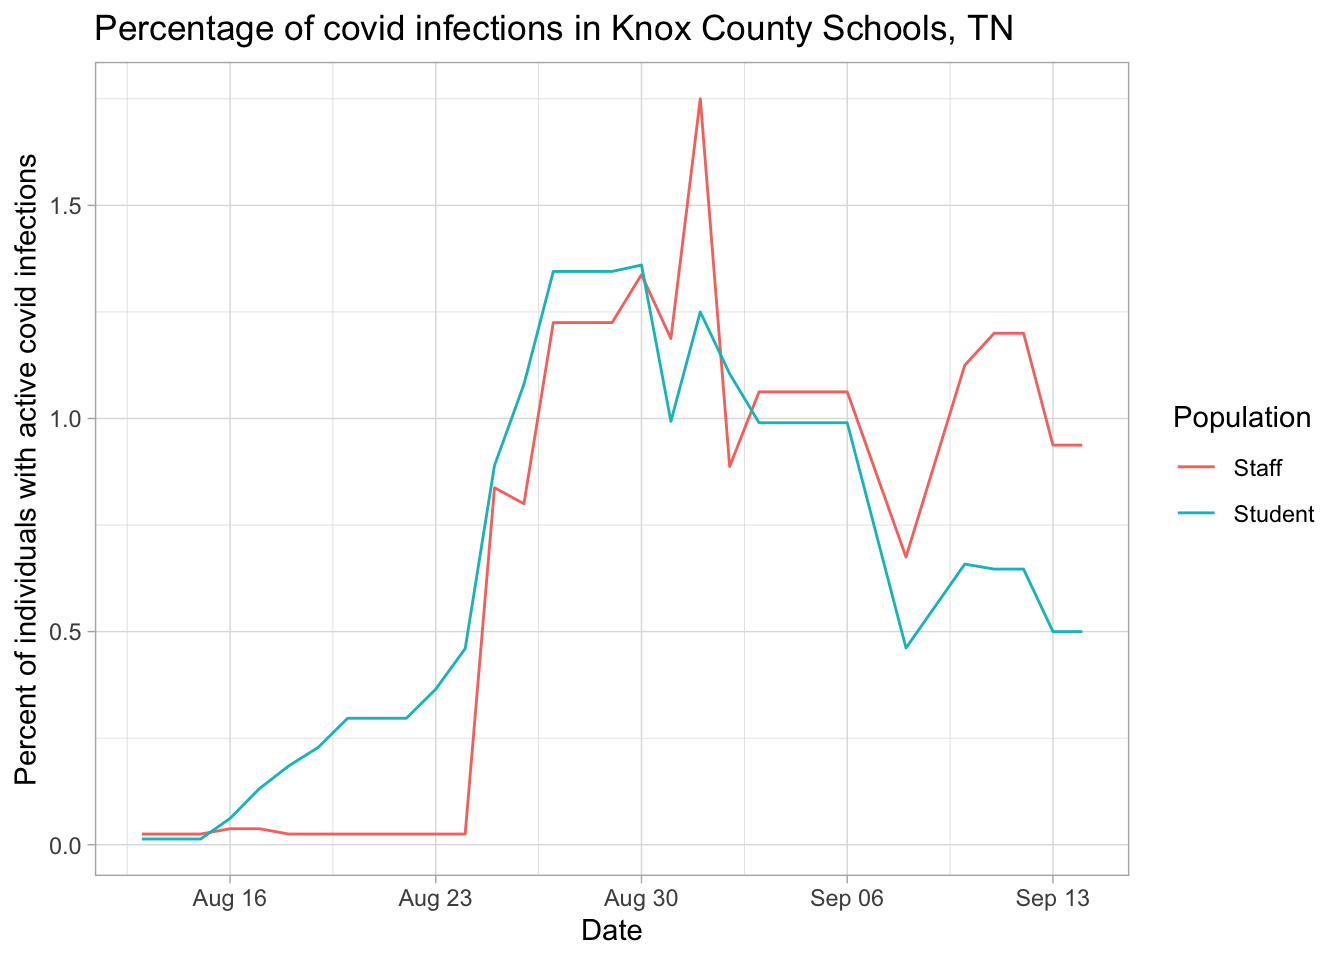 Percentage of covid infections in Knox County Schools, TN
Percent of individuals with active covid infections
1.5
1.0
0.5
0.0
Aug 16 Aug 23 Aug 30 Sep 06 Sep 13
Date
Population
Staff
Student